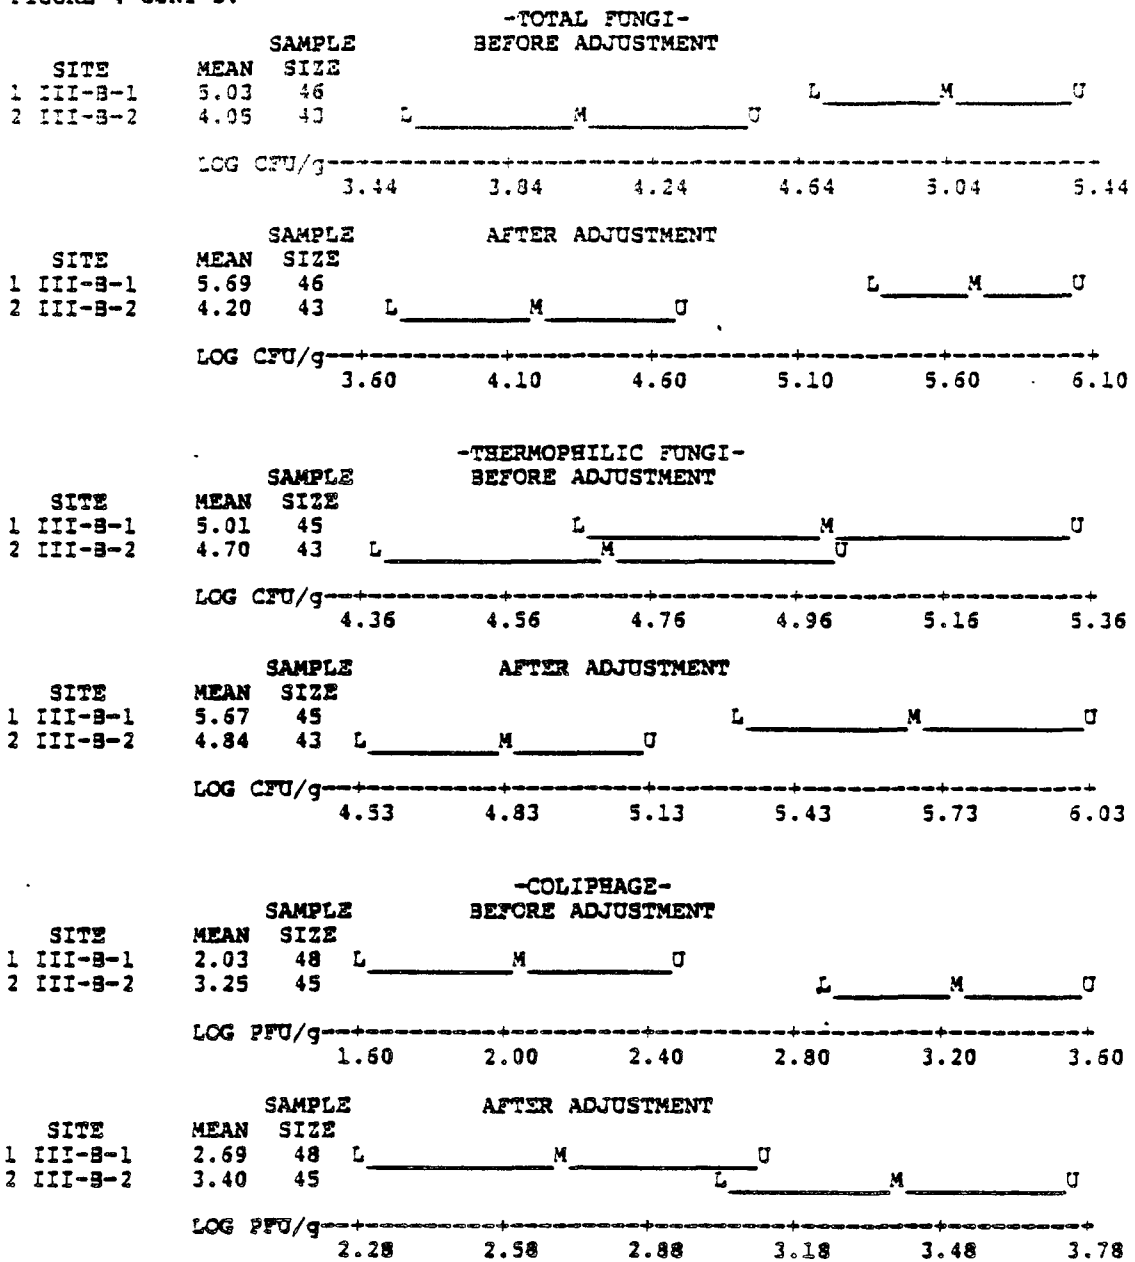 -TOTAL FUNGI-
SAMPLE BEFORE ADJUSTMENT
SITE MEAN SIZE
1 III-B-1 5.03 46 L M U
2 III-B-2 4.05 43 L M U
LOG CFU/g--+---------+---------+---------+---------+---------+
3.44 3.84 4.24 4.64 5.04 5.44
SAMPLE AFTER ADJUSTMENT
SITE MEAN SIZE
1 III-B-1 5.69 46 L M U
2 III-B-2 4.20 43 L M U
LOG CFU/g--+---------+---------+---------+---------+---------+
3.60 4.10 4.60 5.10 5.60 6.10
-THERMOPHILIC FUNGI-
SAMPLE BEFORE ADJUSTMENT
SITE MEAN SIZE
1 III-B-1 5.01 45 L M U
2 III-B-2 4.70 43 L M U
LOG CFU/g--+---------+---------+---------+---------+---------+
4.36 4.56 4.76 4.96 5.16 5.36
SAMPLE AFTER ADJUSTMENT
SITE MEAN SIZE
1 III-B-1 5.67 45 L M U
2 III-B-2 4.84 43 L M U
LOG CFU/g--+---------+---------+---------+---------+---------+
4.53 4.83 5.13 5.43 5.73 6.03
-COLIPHAGE-
SAMPLE BEFORE ADJUSTMENT
SITE MEAN SIZE
1 III-B-1 2.03 48 L M U
2 III-B-2 3.25 45 L M U
LOG PFU/g--+---------+---------+---------+---------+---------+
1.60 2.00 2.40 2.80 3.20 3.60
SAMPLE AFTER ADJUSTMENT
SITE MEAN SIZE
1 III-B-1 2.69 48 L M U
2 III-B-2 3.40 45 L M U
LOG PFU/g--+---------+---------+---------+---------+---------+
2.28 2.58 2.88 3.18 3.48 3.78